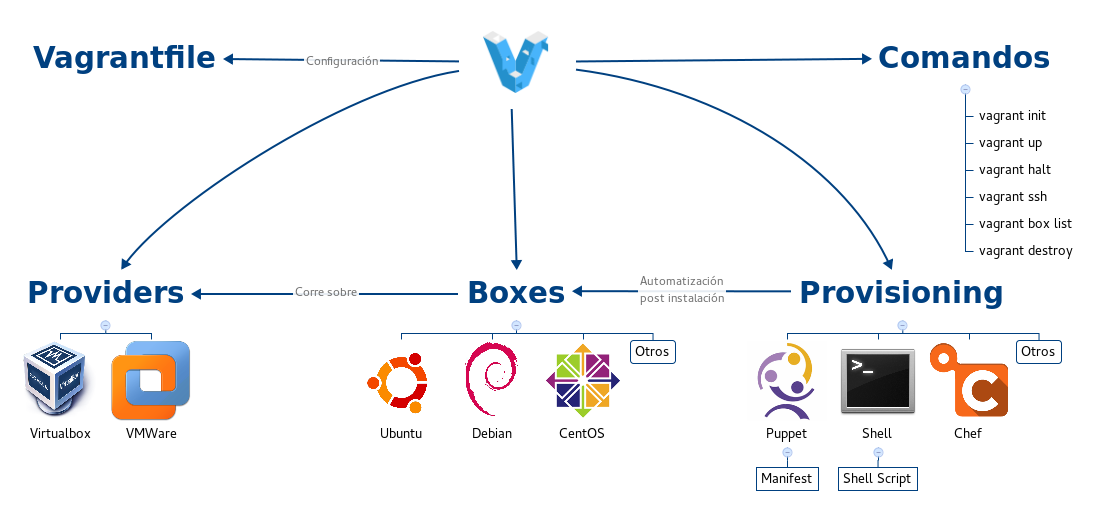 Vagrantfile
Configuración
Comandos
vagrant init
vagrant up
vagrant halt
vagrant ssh
vagrant box list
vagrant destroy
Providers
Corre sobre
Boxes
Automatización
post instalación
Provisioning
Virtualbox
VMWare
Ubuntu
Debian
CentOS
Otros
Puppet
Shell
Chef
Otros
Manifest
Shell Script